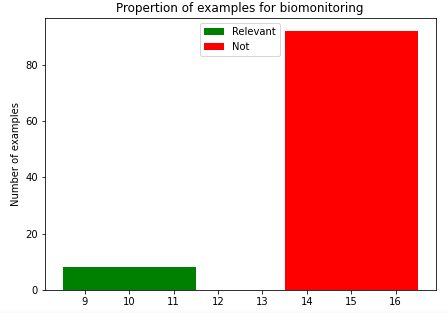 Propertion of examples for biomonitoring
Relevant
Not
Number of examples
80
60
40
20
0
9 10 11 12 13 14 15 16